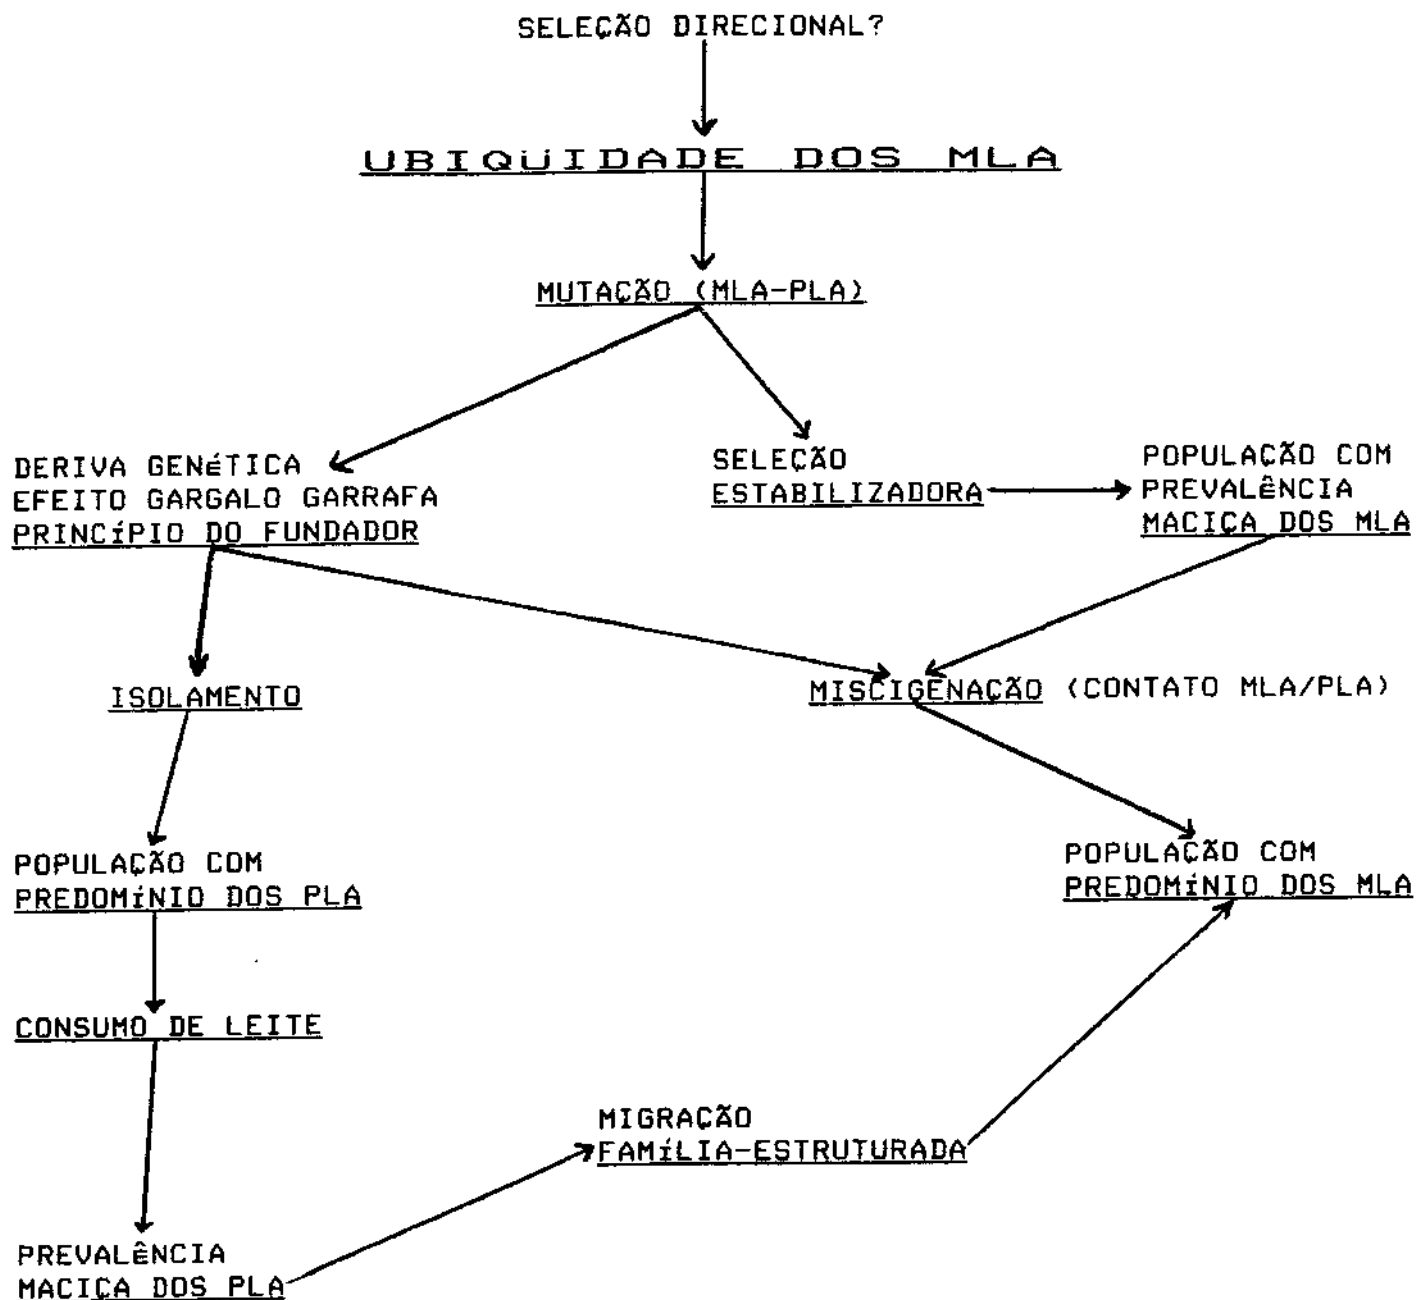 SELEÇÃO DIRECIONAL?
UBIQÜIDADE DOS MLA
MUTAÇÃO (MLA-PLA)
DERIVA GENÉTICA
EFEITO GARGALO GARRAFA
PRINCÍPIO DO FUNDADOR
SELEÇÃO
ESTABILIZADORA
POPULAÇÃO COM
PREVALÊNCIA
MACIÇA DOS MLA
ISOLAMENTO
MISCIGENAÇÃO (CONTATO MLA/PLA)
POPULAÇÃO COM
PREDOMÍNIO DOS PLA
POPULAÇÃO COM
PREDOMÍNIO DOS MLA
CONSUMO DE LEITE
MIGRAÇÃO
FAMÍLIA-ESTRUTURADA
PREVALÊNCIA
MACIÇA DOS PLA